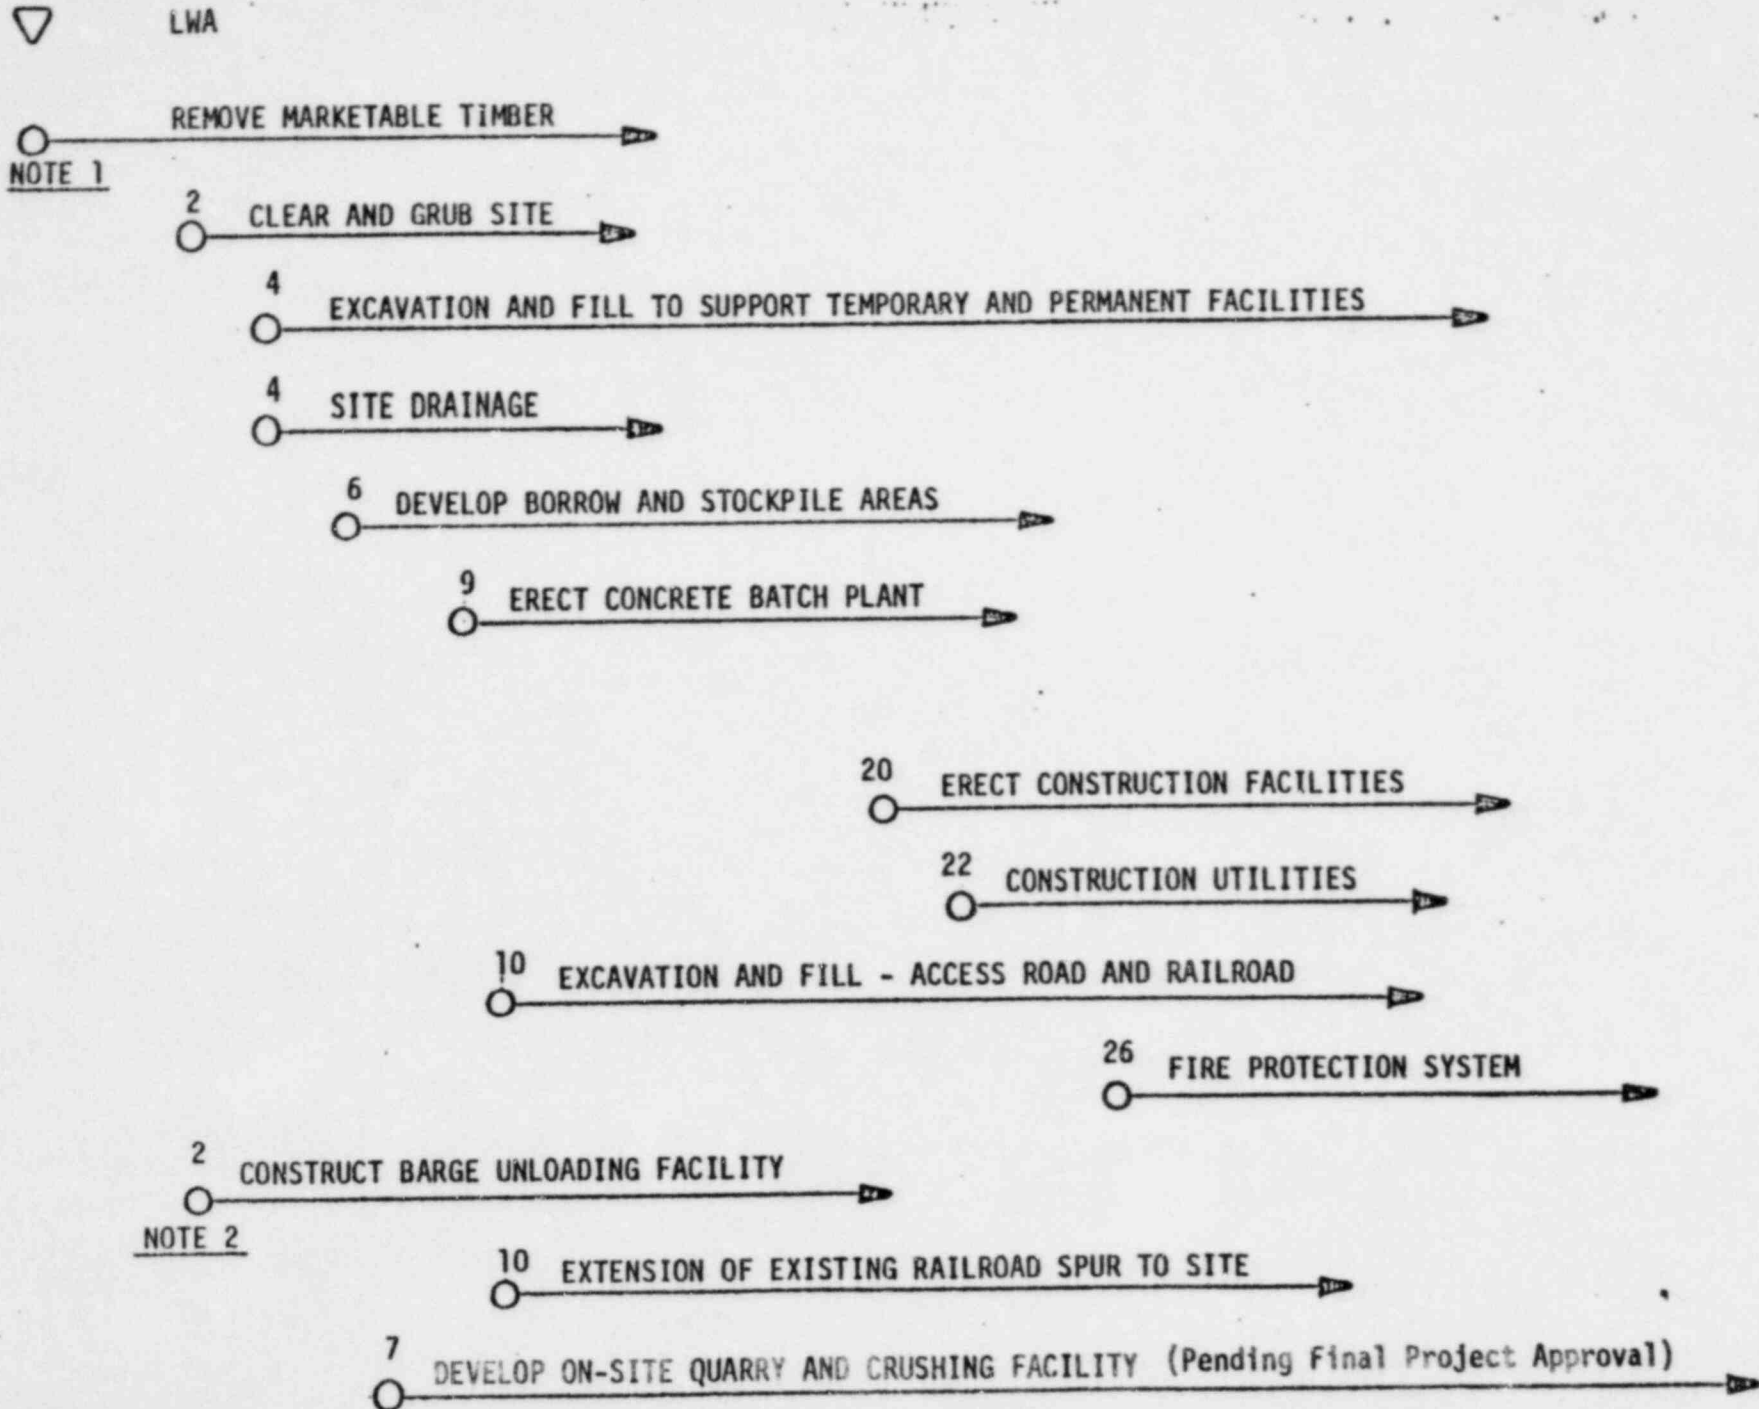 LWA
REMOVE MARKETABLE TIMBER
NOTE 1
2
CLEAR AND GRUB SITE
4
EXCAVATION AND FILL TO SUPPORT TEMPORARY AND PERMANENT FACILITIES
4
SITE DRAINAGE
6
DEVELOP BORROW AND STOCKPILE AREAS
9
ERECT CONCRETE BATCH PLANT
20
ERECT CONSTRUCTION FACILITIES
22
CONSTRUCTION UTILITIES
10
EXCAVATION AND FILL - ACCESS ROAD AND RAILROAD
26
FIRE PROTECTION SYSTEM
2
CONSTRUCT BARGE UNLOADING FACILITY
NOTE 2
10
EXTENSION OF EXISTING RAILROAD SPUR TO SITE
7
DEVELOP ON-SITE QUARRY AND CRUSHING FACILITY (Pending Final Project Approval)